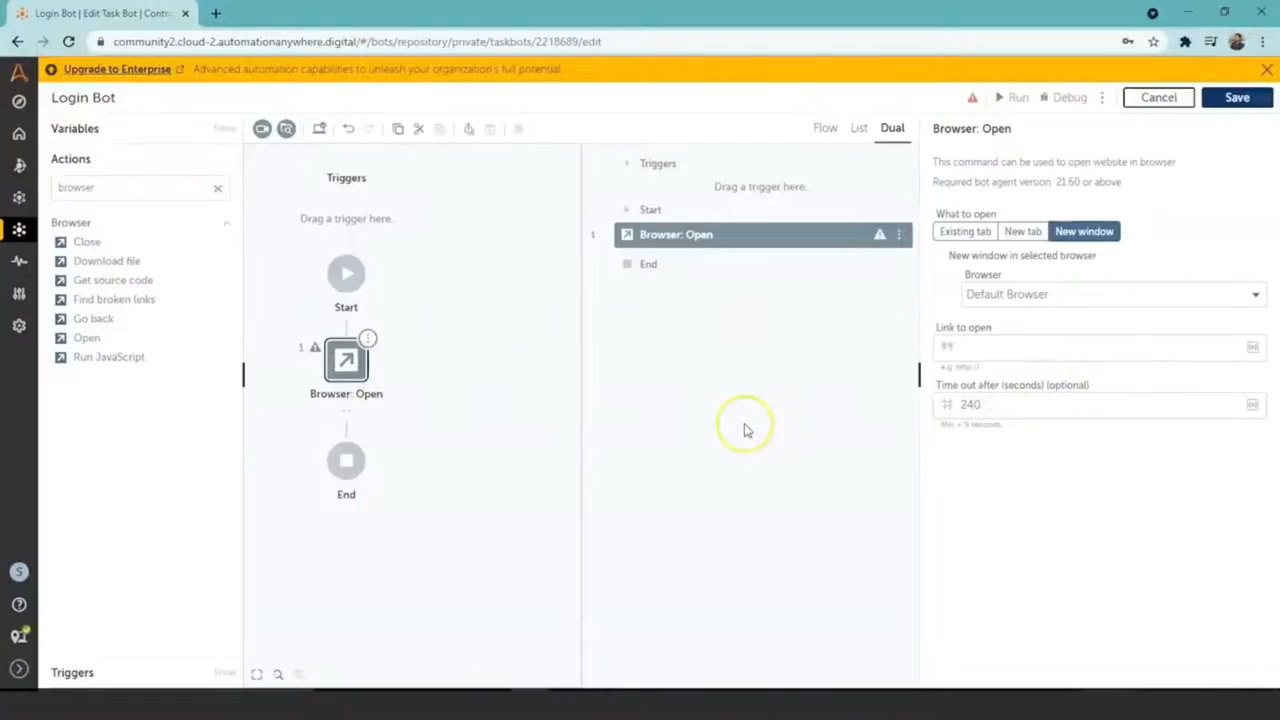 Login Bot | Edit Task Bot | Contr
community2.cloud-2.automationanywhere.digital/#/bots/repository/private/taskbots/2218689/edit
Upgrade to Enterprise Advanced automation capabilities to unleash your organization's full potential.
Login Bot
Run
Debug
Cancel
Save
Variables
Show
Actions
browser
Browser
Close
Download file
Get source code
Find broken links
Go back
Open
Run JavaScript
Triggers
Show
Flow
List
Dual
Triggers
Drag a trigger here..
Start
1
Browser: Open
End
Triggers
Drag a trigger here..
Start
1
Browser: Open
End
Browser: Open
This command can be used to open website in browser
Required bot agent version 21.60 or above
What to open
Existing tab
New tab
New window
New window in selected browser
Browser
Default Browser
Link to open
e.g. http://
Time out after (seconds) (optional)
240
Min = 9 seconds
S